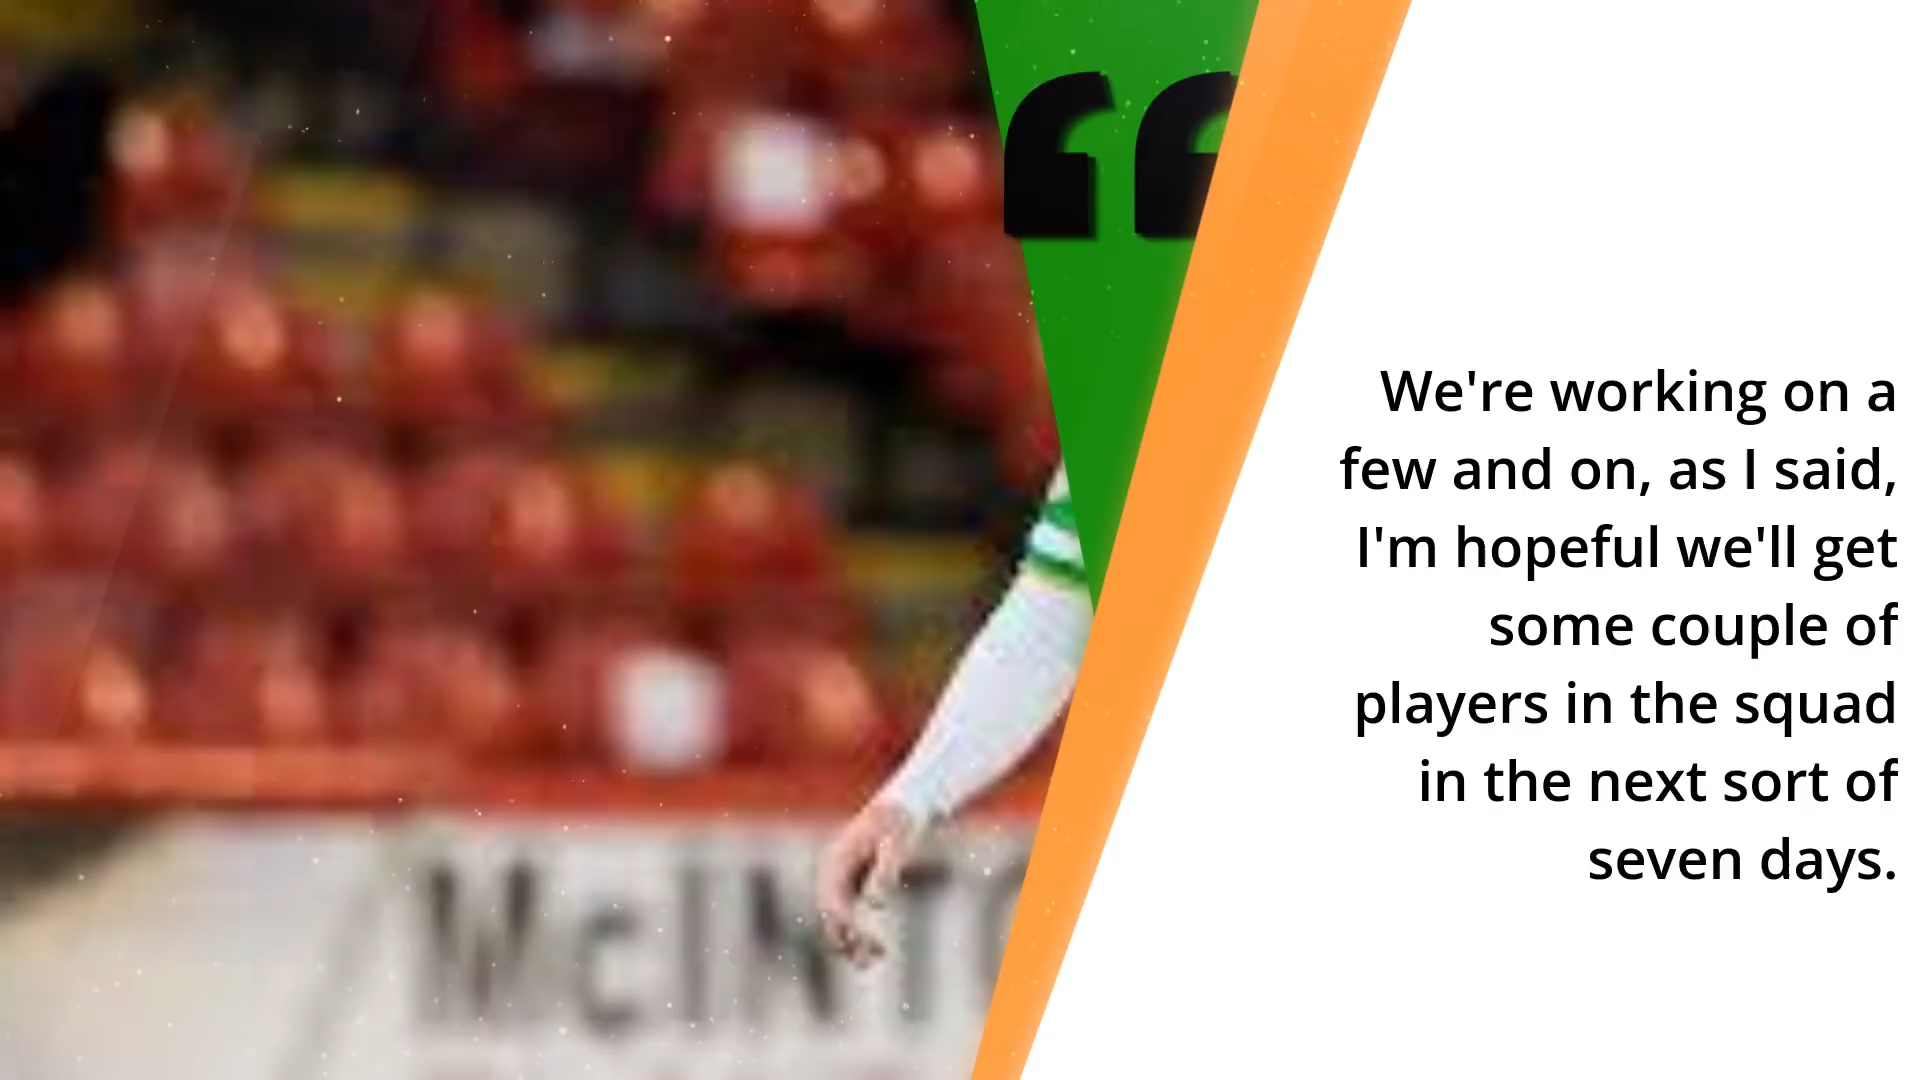 “
We're working on a
few and on, as I said,
I'm hopeful we'll get
some couple of
players in the squad
in the next sort of
seven days.
McINT